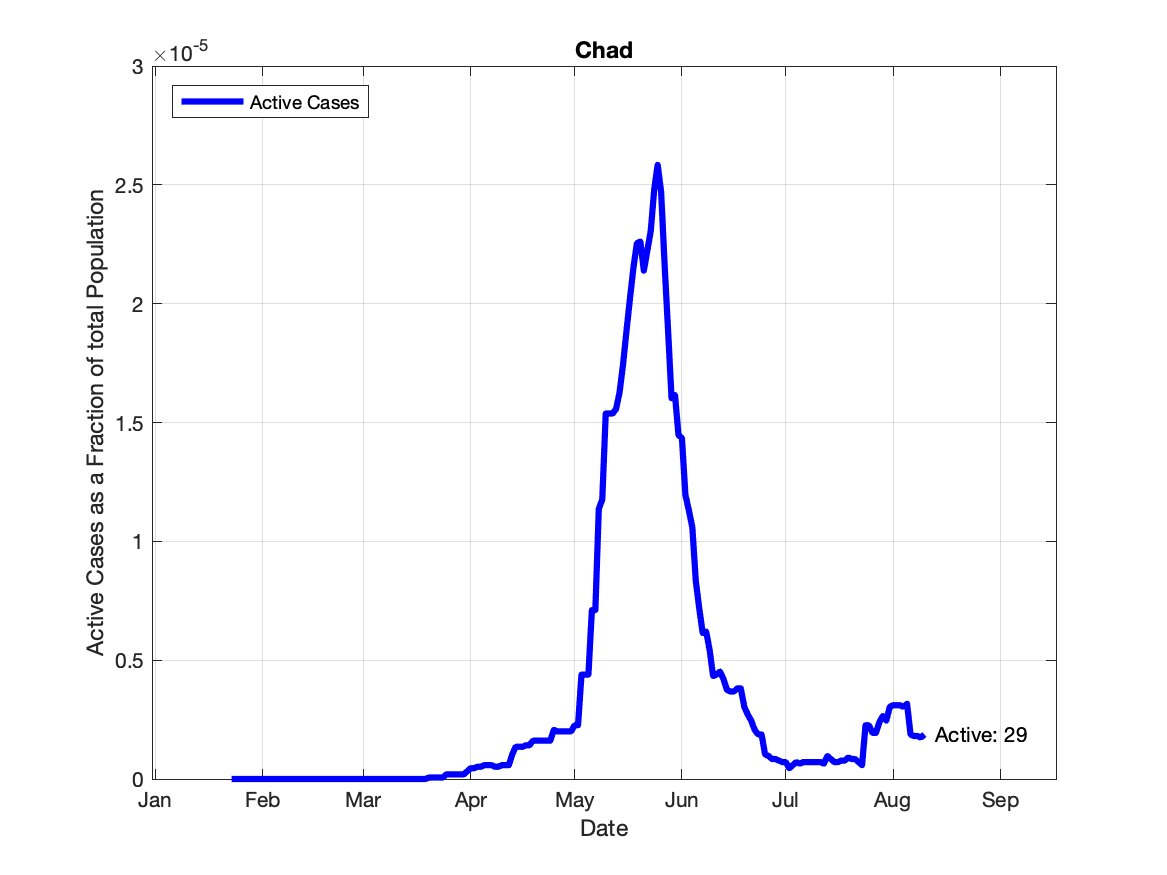 Chad
×10-5
Active Cases
3
2.5
2
1.5
1
0.5
0
Active Cases as a Fraction of total Population
Active: 29
Jan Feb Mar Apr May Jun Jul Aug Sep
Date